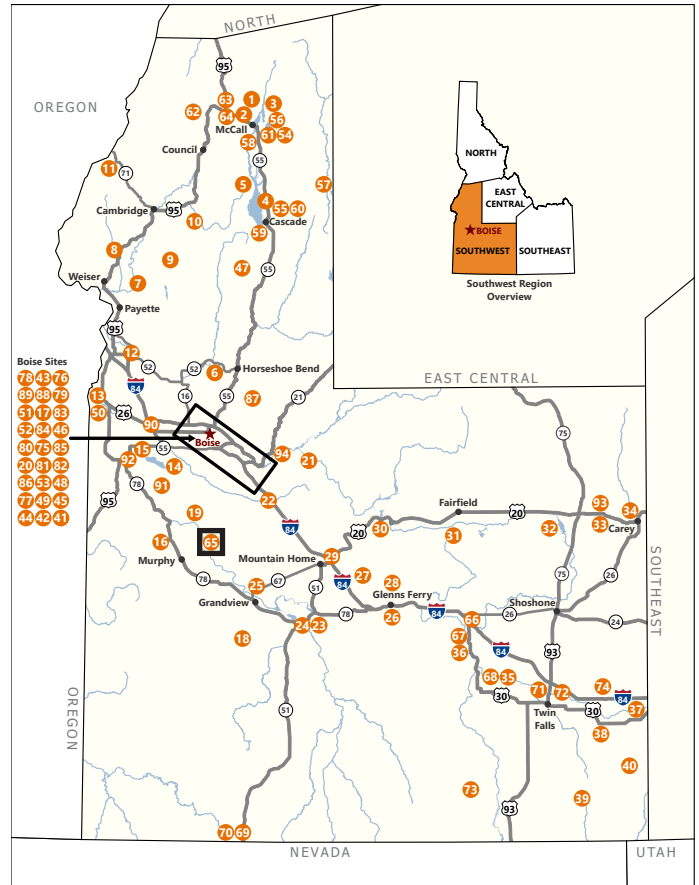 NORTH
95
OREGON
63
1
3
62
64
2
56
McCall
61
54
58
Council
55
11
71
5
57
4
55
60
Cambridge
95
10
Cascade
59
8
9
47
55
Weiser
7
Payette
95
12
52
52
6
Horseshoe Bend
84
16
55
87
21
13
50
26
90
Boise
15
55
92
14
94
21
78
91
95
22
19
84
16
65
Murphy
Mountain Home
29
78
67
25
51
84
27
Grandview
24
23
78
18
51
70
69
Boise Sites
78 43 76
89 88 79
51 17 83
52 84 46
80 75 85
20 81 82
86 53 48
77 49 45
44 42 41
NORTH
EAST
CENTRAL
BOISE
SOUTHWEST
SOUTHEAST
Southwest Region
Overview
EAST CENTRAL
75
Fairfield
20
20
30
31
32
93
34
33
Carey
28
Glenns Ferry
26
84
66
26
Shoshone
75
26
24
67
36
84
93
68
35
30
71
72
74
84
37
30
Twin
Falls
38
40
73
39
93
SOUTHEAST
OREGON
NEVADA
UTAH